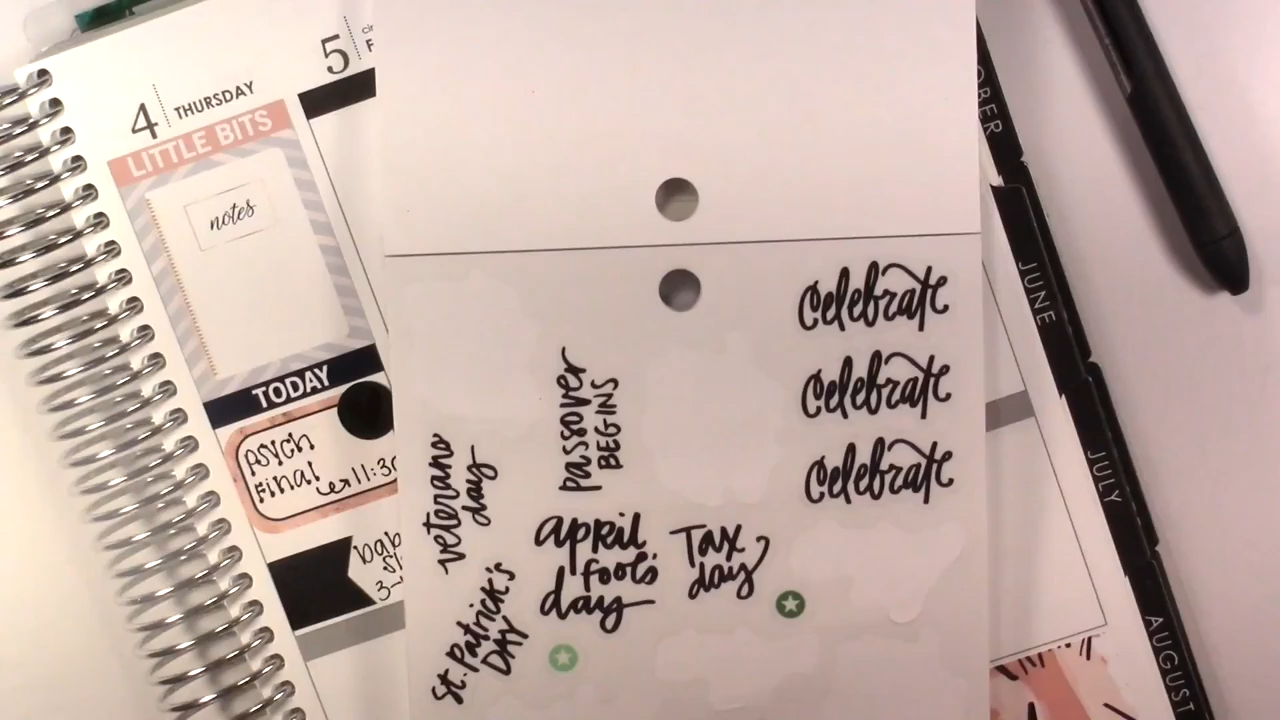 4 THURSDAY
5
LITTLE BITS
notes
TODAY
psych
Final
11:30
3-
celebrate
celebrate
celebrate
passover
BEGINS
veterans
day
april
fools'
day
Tax
day
St. Patrick's
DAY
JUNE
JULY
AUGUST